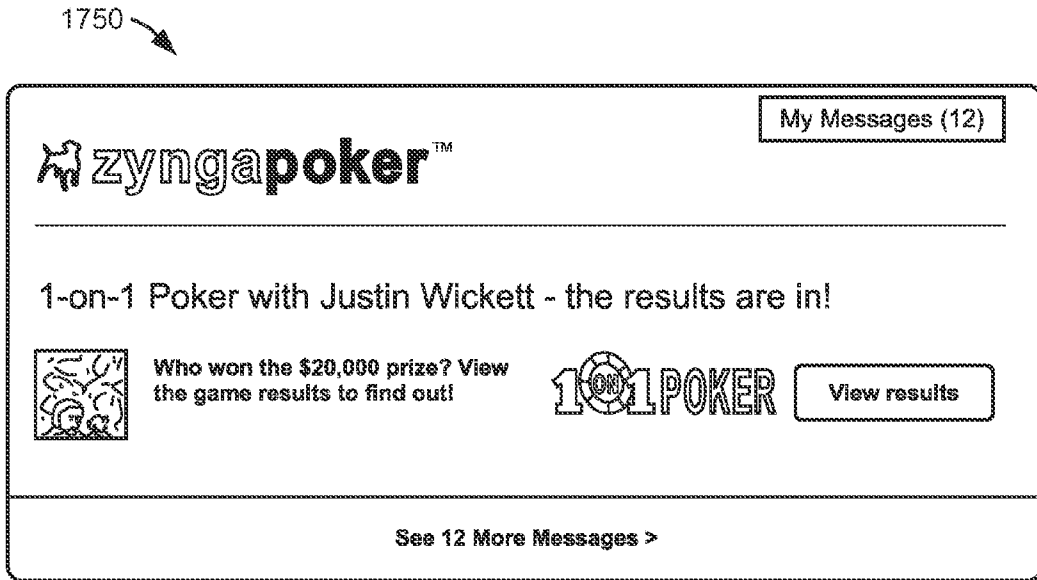 1750
My Messages (12)
zyngapoker™
1-on-1 Poker with Justin Wickett - the results are in!
Who won the $20,000 prize? View
the game results to find out!
1 ON 1 POKER
View results
See 12 More Messages >